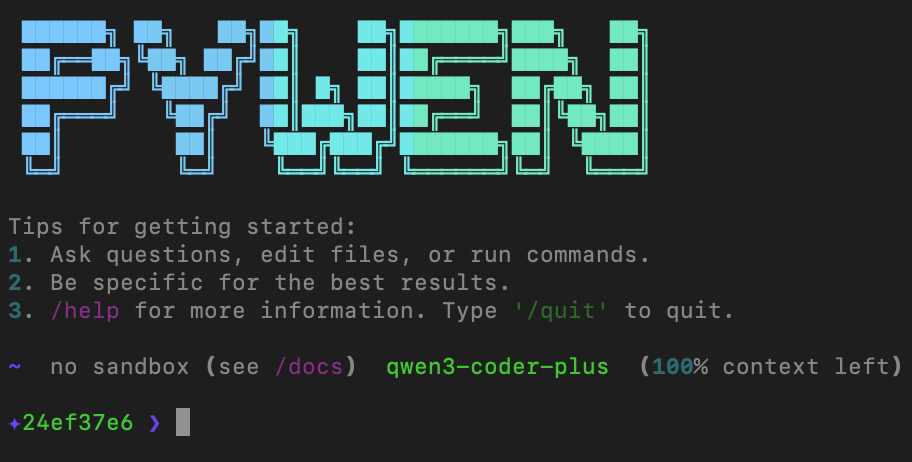 PYWEN
Tips for getting started:
1. Ask questions, edit files, or run commands.
2. Be specific for the best results.
3. /help for more information. Type '/quit' to quit.
~  no sandbox (see /docs)  qwen3-coder-plus  (100% context left)
✦24ef37e6 ❯